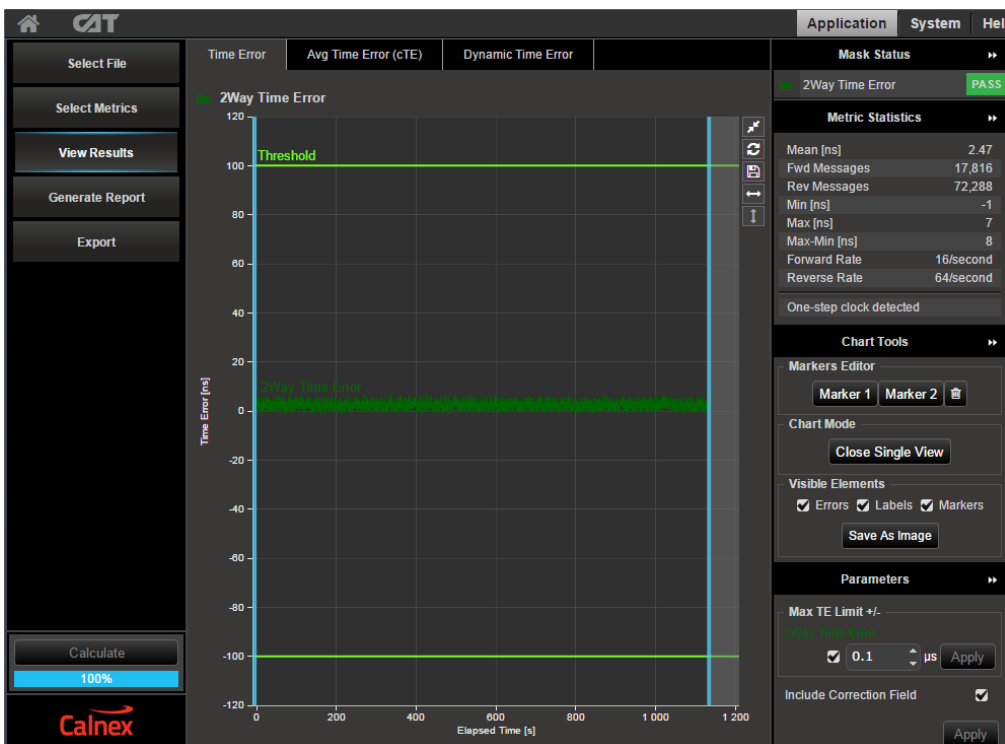 CAT
Application System Hel
Select File
Select Metrics
View Results
Generate Report
Export
Calculate
100%
Calnex
Time Error Avg Time Error (cTE) Dynamic Time Error
2Way Time Error
120
100
80
60
40
20
0
-20
-40
-60
-80
-100
-120
Threshold
2Way Time Error
Time Error [ns]
0 200 400 600 800 1 000 1 200
Elapsed Time [s]
Mask Status
2Way Time Error PASS
Metric Statistics
Mean [ns] 2.47
Fwd Messages 17,816
Rev Messages 72,288
Min [ns] -1
Max [ns] 7
Max-Min [ns] 8
Forward Rate 16/second
Reverse Rate 64/second
One-step clock detected
Chart Tools
Markers Editor
Marker 1 Marker 2
Chart Mode
Close Single View
Visible Elements
Errors Labels Markers
Save As Image
Parameters
Max TE Limit +/-
2Way Time Error
0.1 µs Apply
Include Correction Field
Apply